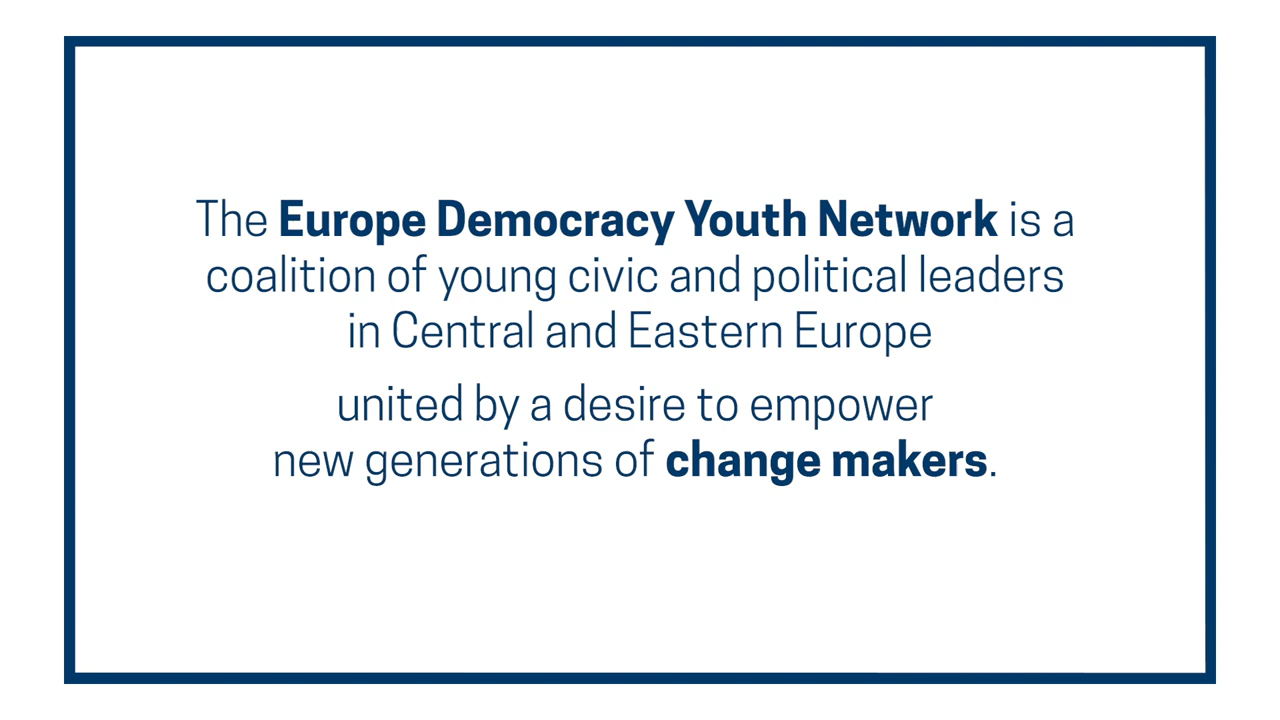 The Europe Democracy Youth Network is a
coalition of young civic and political leaders
in Central and Eastern Europe
united by a desire to empower
new generations of change makers.